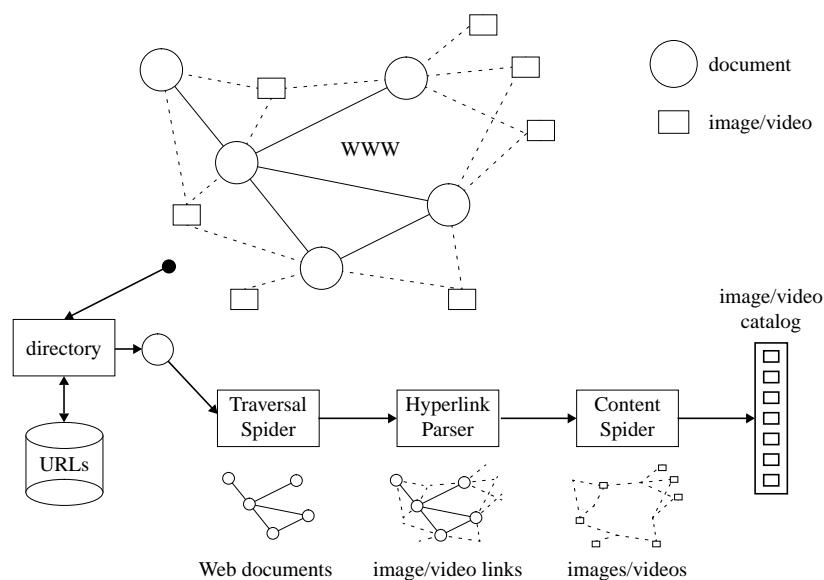 document
image/video
WWW
image/video
catalog
directory
Traversal
Spider
Hyperlink
Parser
Content
Spider
URLs
Web documents
image/video links
images/videos